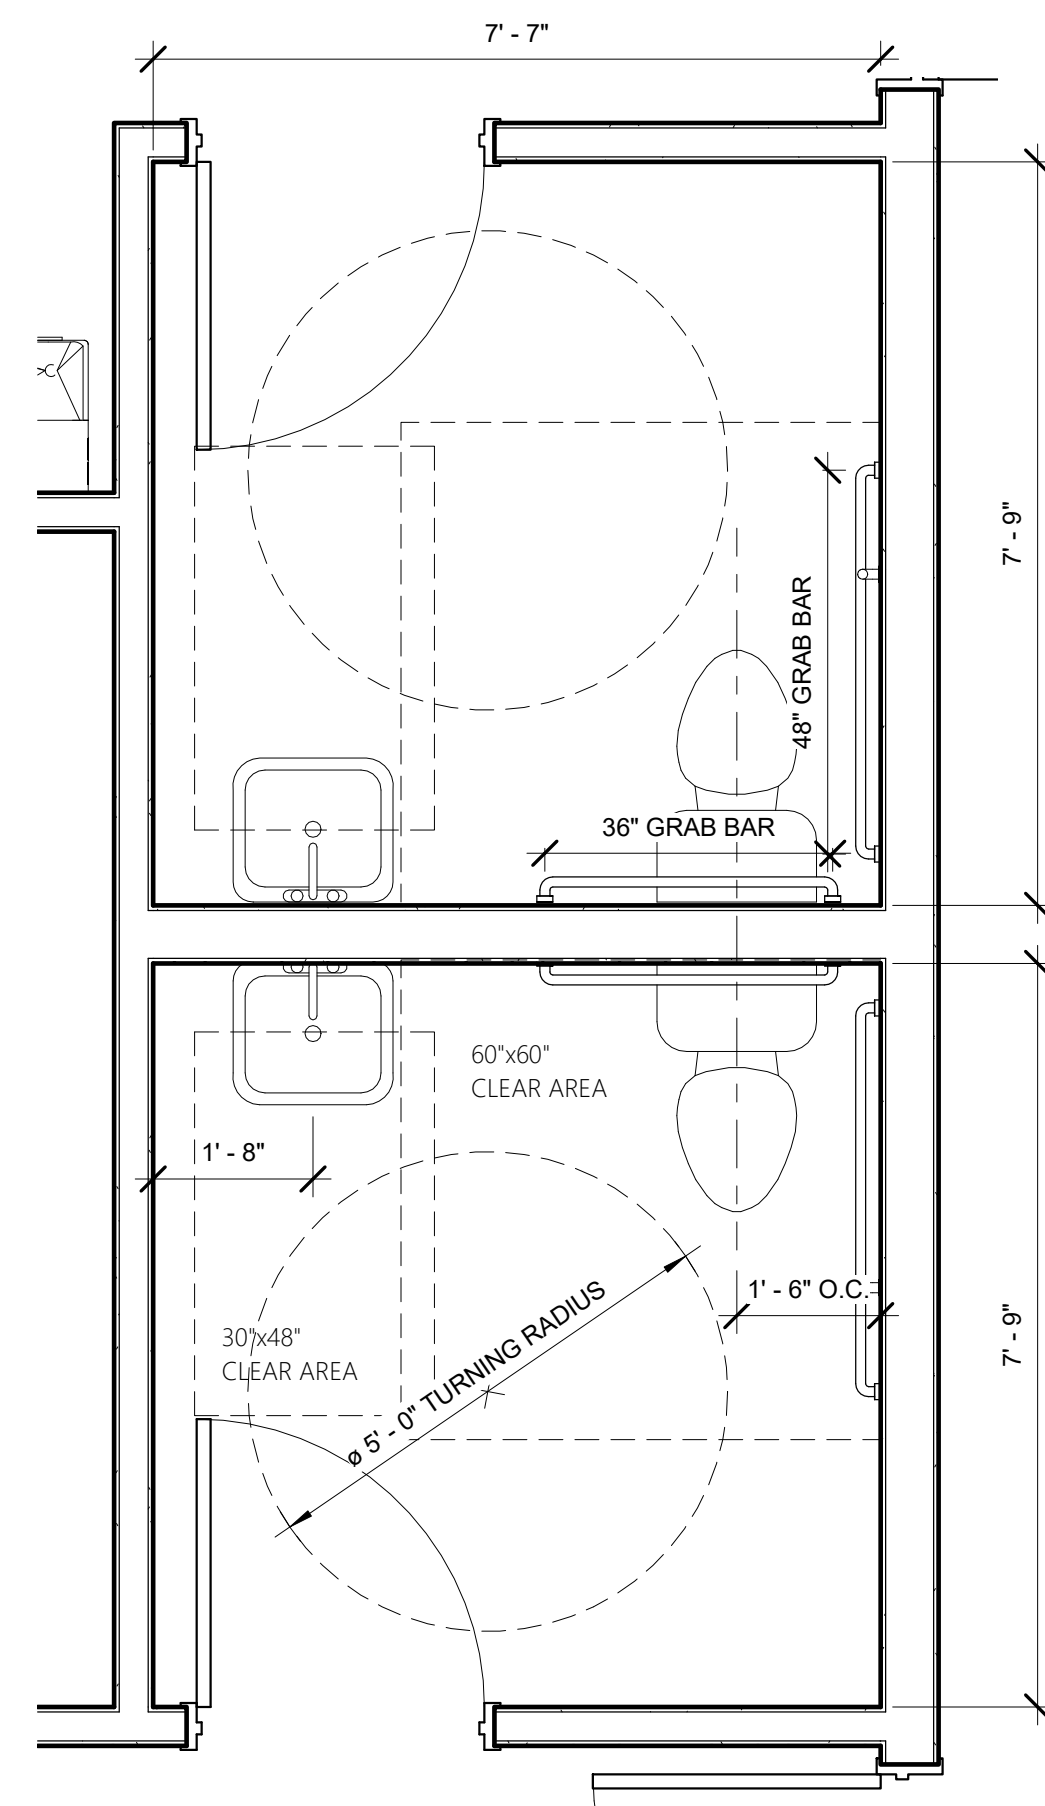 7' - 7"
7' - 9"
48" GRAB BAR
36" GRAB BAR
60"x60"
CLEAR AREA
1' - 8"
1' - 6" O.C.
ø 5' - 0" TURNING RADIUS
30"x48"
CLEAR AREA
7' - 9"